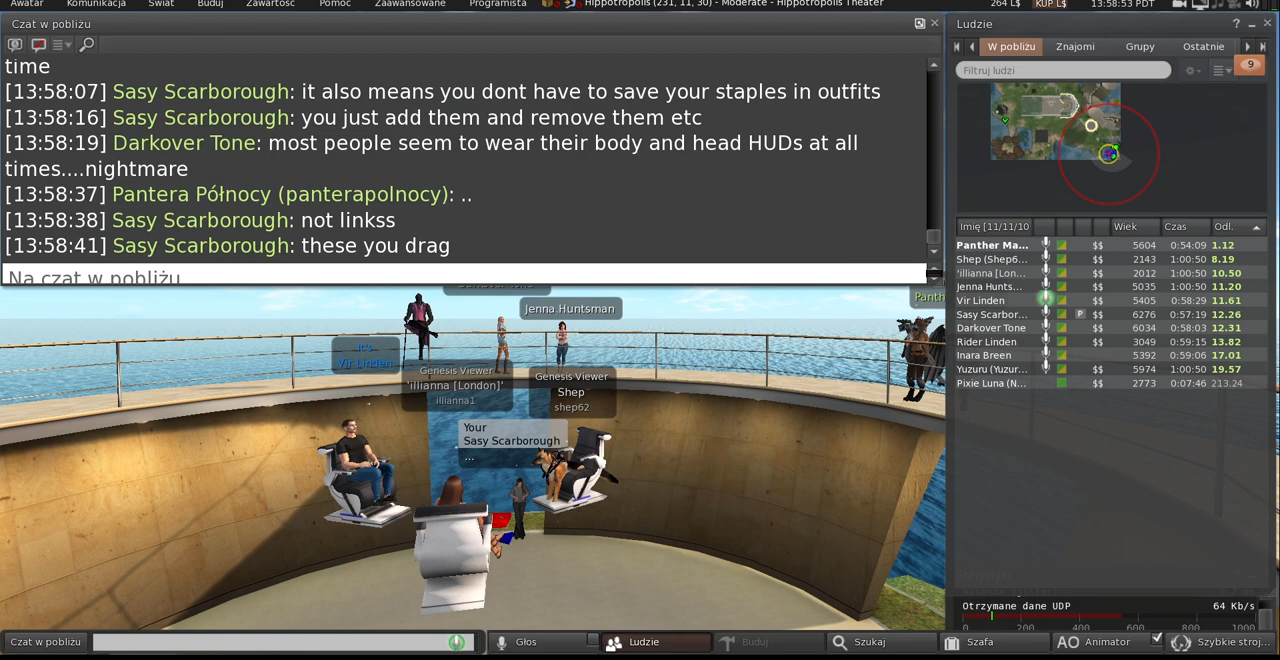 Awatar Komunikacja Świat Buduj Zawartość Pomoc Zaawansowane Programista Hippotropolis (231, 11, 30) - Moderate - Hippotropolis Theater 264 L$ KUP L$ 13:58:53 PDT
Czat w pobliżu
time
[13:58:07] Sasy Scarborough: it also means you dont have to save your staples in outfits
[13:58:16] Sasy Scarborough: you just add them and remove them etc
[13:58:19] Darkover Tone: most people seem to wear their body and head HUDs at all
times....nightmare
[13:58:37] Pantera Północy (panterapolnocy): ..
[13:58:38] Sasy Scarborough: not linkss
[13:58:41] Sasy Scarborough: these you drag
Na czat w pobliżu
Ludzie
W pobliżu Znajomi Grupy Ostatnie
Filtruj ludzi
9
Imię [11/11/10 Wiek Czas Odl.
Panther Ma... $$ 5604 0:54:09 1.12
Shep (Shep6... $$ 2143 1:00:50 8.19
'illianna [Lon... $$ 2012 1:00:50 10.50
Jenna Hunts... $$ 5035 1:00:50 11.20
Vir Linden $$ 5405 0:58:29 11.61
Sasy Scarbor... P $$ 6276 0:57:19 12.26
Darkover Tone $$ 6034 0:58:03 12.31
Rider Linden $$ 3049 0:59:15 13.82
Inara Breen 5392 0:59:06 17.01
Yuzuru (Yuzur... $$ 5974 1:00:50 19.57
Pixie Luna (N... $$ 2773 0:07:46 213.24
Darkover Tone
Jenna Huntsman
Panth
It's
Vir Linden
Genesis Viewer
'illianna [London]'
illianna1
Genesis Viewer
Shep
shep62
Your
Sasy Scarborough
...
Otrzymane dane UDP 64 Kb/s
0 200 400 600 800 1000
Czat w pobliżu Głos Ludzie Buduj Szukaj Szafa AO Animator Szybkie stroj...